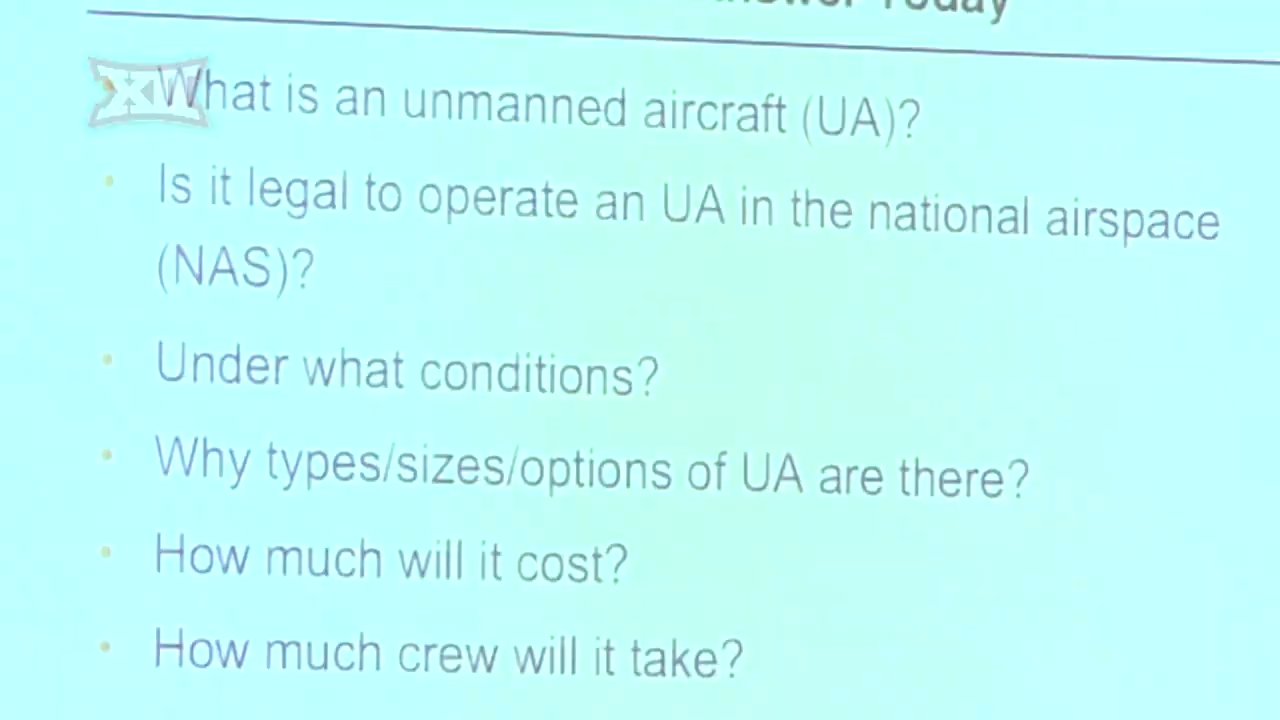 Today
What is an unmanned aircraft (UA)?
Is it legal to operate an UA in the national airspace
(NAS)?
Under what conditions?
Why types/sizes/options of UA are there?
How much will it cost?
How much crew will it take?